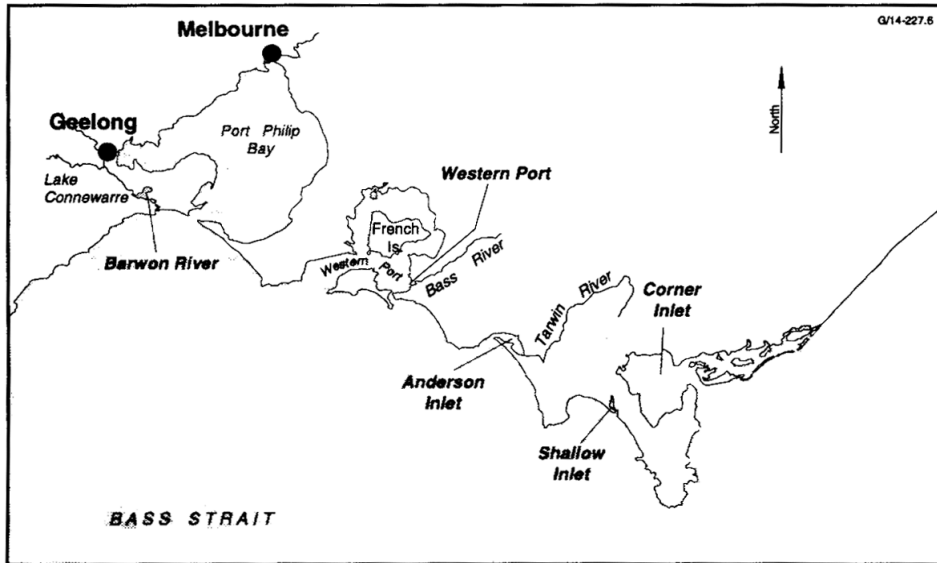 G/14-227.6
Melbourne
North
Geelong
Port Philip
Bay
Western Port
Lake
Connewarre
French
Is.
Barwon River
Western
Port
Bass River
Tarwin River
Corner
Inlet
Anderson
Inlet
Shallow
Inlet
BASS STRAIT